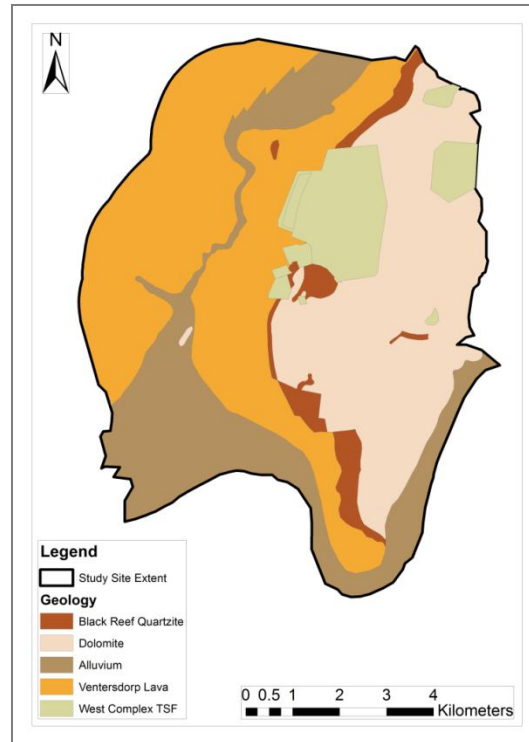 N
Legend
Study Site Extent
Geology
Black Reef Quartzite
Dolomite
Alluvium
Ventersdorp Lava
West Complex TSF
0 0.5 1 2 3 4
Kilometers